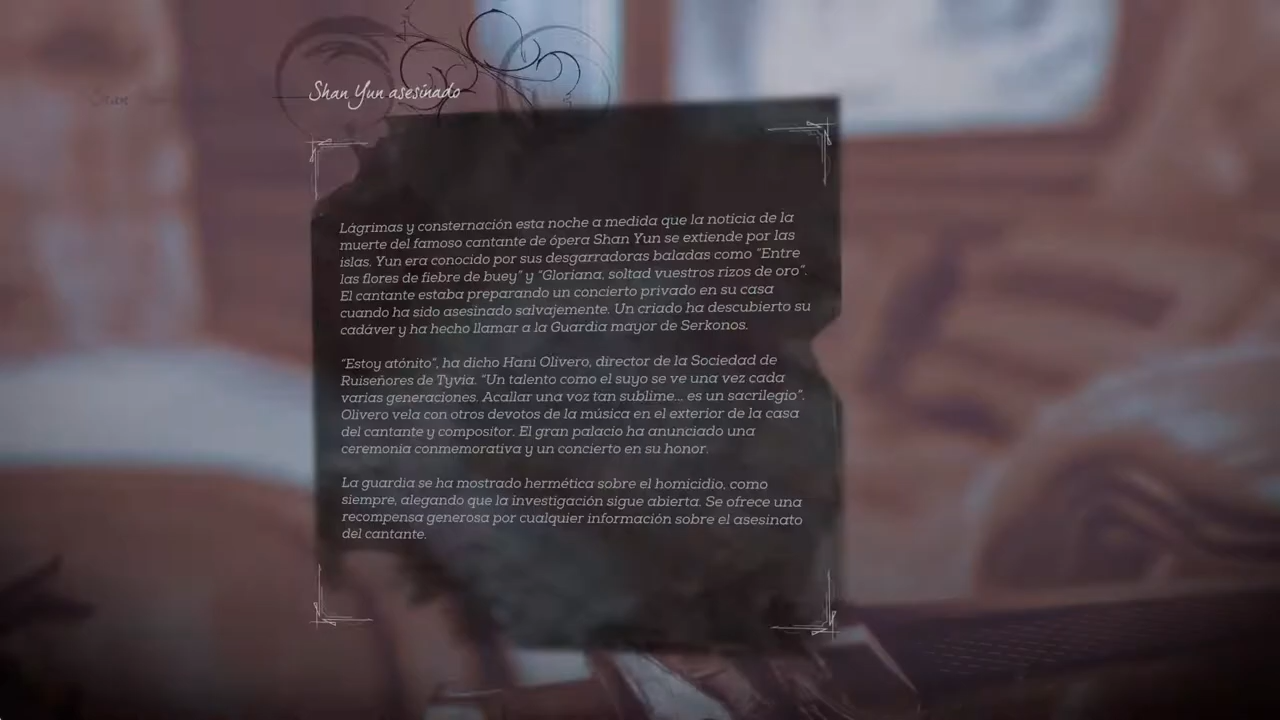 Shan Yun asesinado
Lágrimas y consternación esta noche a medida que la noticia de la
muerte del famoso cantante de ópera Shan Yun se extiende por las
islas. Yun era conocido por sus desgarradoras baladas como “Entre
las flores de fiebre de buey” y “Gloriana, soltad vuestros rizos de oro”.
El cantante estaba preparando un concierto privado en su casa
cuando ha sido asesinado salvajemente. Un criado ha descubierto su
cadáver y ha hecho llamar a la Guardia mayor de Serkonos.
“Estoy atónito”, ha dicho Hani Olivero, director de la Sociedad de
Ruiseñores de Tyvia. “Un talento como el suyo se ve una vez cada
varias generaciones. Acallar una voz tan sublime... es un sacrilegio”.
Olivero vela con otros devotos de la música en el exterior de la casa
del cantante y compositor. El gran palacio ha anunciado una
ceremonia conmemorativa y un concierto en su honor.
La guardia se ha mostrado hermética sobre el homicidio, como
siempre, alegando que la investigación sigue abierta. Se ofrece una
recompensa generosa por cualquier información sobre el asesinato
del cantante.